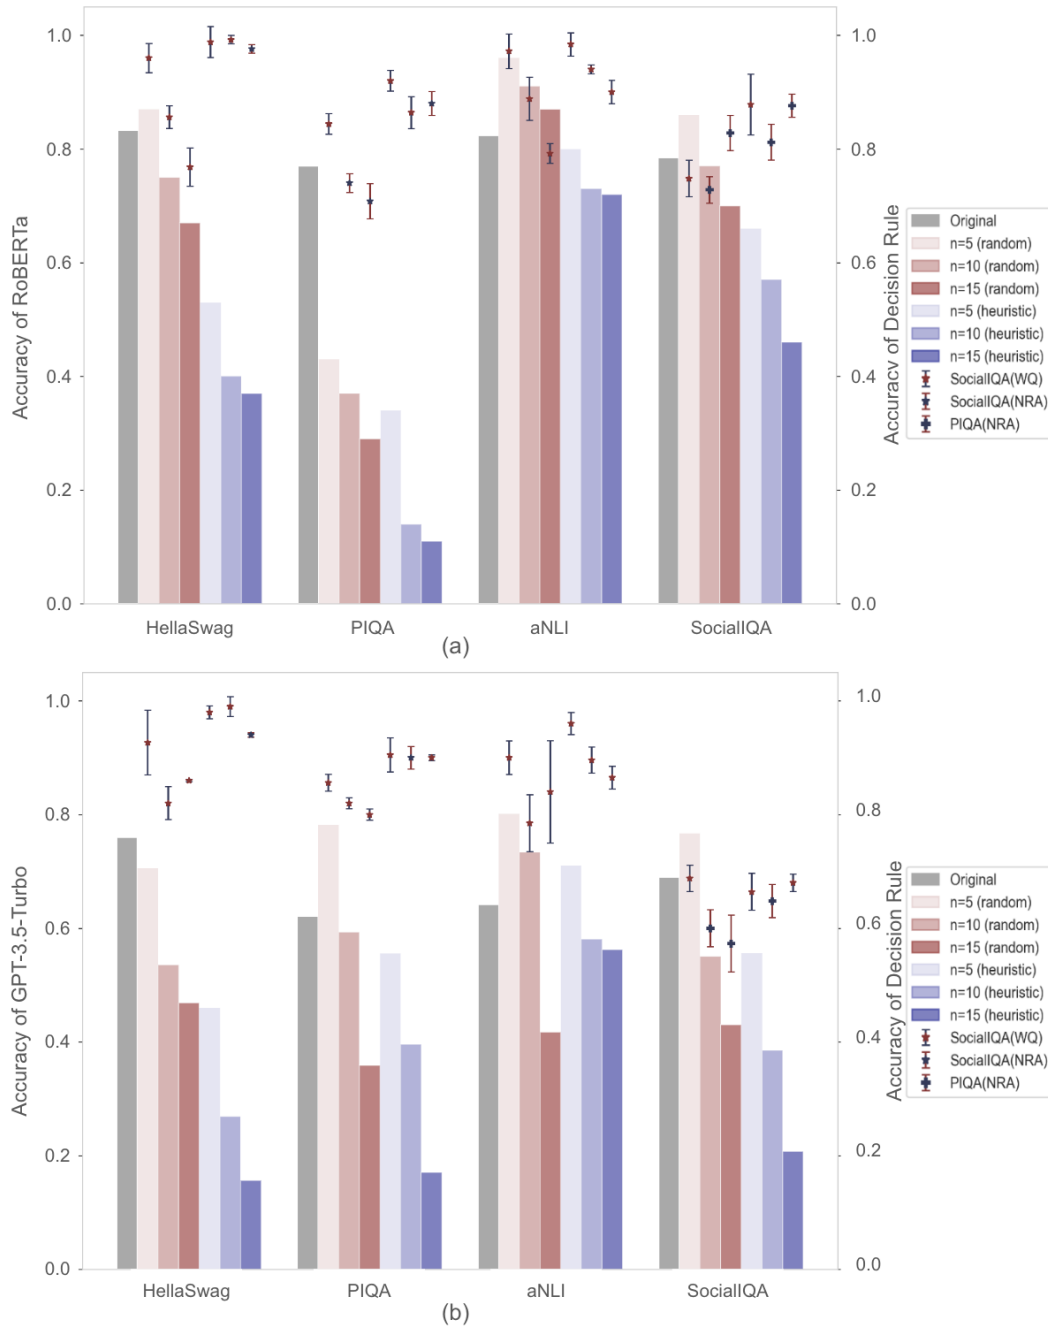 1.0
0.8
0.6
0.4
0.2
0.0
Accuracy of RoBERTa
1.0
0.8
0.6
0.4
0.2
0.0
Accuracy of Decision Rule
Original
n=5 (random)
n=10 (random)
n=15 (random)
n=5 (heuristic)
n=10 (heuristic)
n=15 (heuristic)
SocialIQA(WQ)
SocialIQA(NRA)
PIQA(NRA)
HellaSwag PIQA aNLI SocialIQA
(a)
1.0
0.8
0.6
0.4
0.2
0.0
Accuracy of GPT-3.5-Turbo
1.0
0.8
0.6
0.4
0.2
0.0
Accuracy of Decision Rule
Original
n=5 (random)
n=10 (random)
n=15 (random)
n=5 (heuristic)
n=10 (heuristic)
n=15 (heuristic)
SocialIQA(WQ)
SocialIQA(NRA)
PIQA(NRA)
HellaSwag PIQA aNLI SocialIQA
(b)